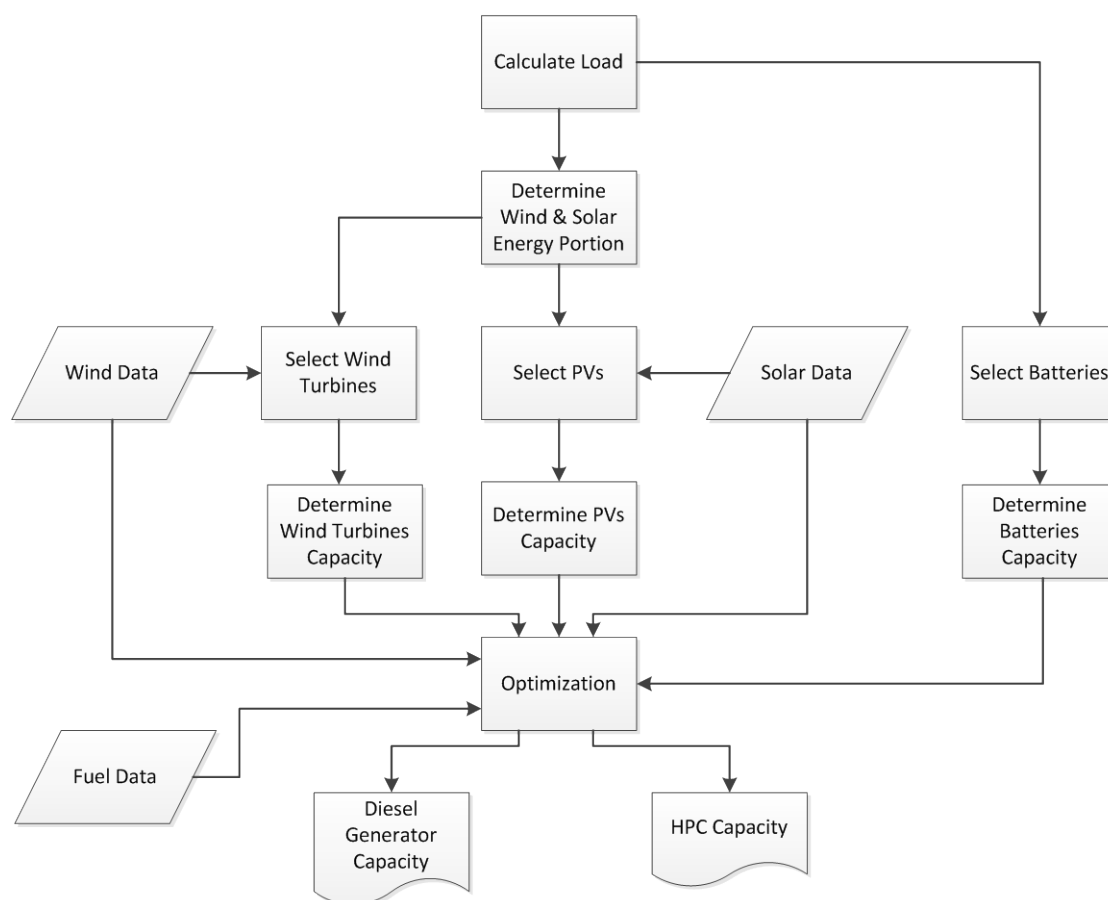 Calculate Load
Determine
Wind & Solar
Energy Portion
Wind Data
Select Wind
Turbines
Select PVs
Solar Data
Select Batteries
Determine
Wind Turbines
Capacity
Determine PVs
Capacity
Determine
Batteries
Capacity
Optimization
Fuel Data
Diesel
Generator
Capacity
HPC Capacity